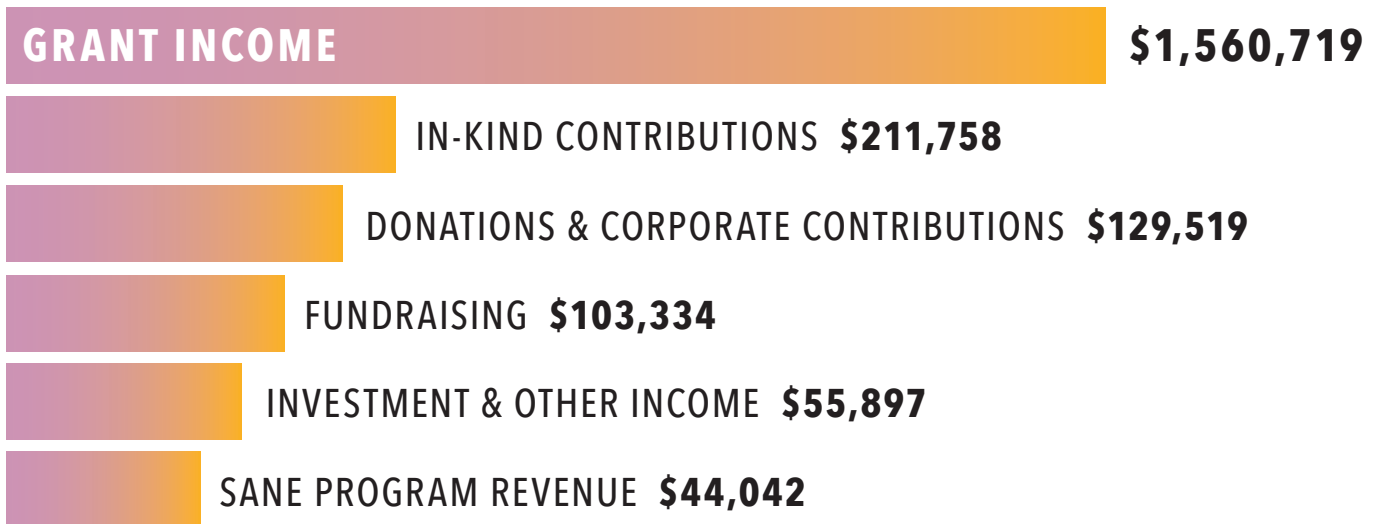 GRANT INCOME $1,560,719
IN-KIND CONTRIBUTIONS $211,758
DONATIONS & CORPORATE CONTRIBUTIONS $129,519
FUNDRAISING $103,334
INVESTMENT & OTHER INCOME $55,897
SANE PROGRAM REVENUE $44,042